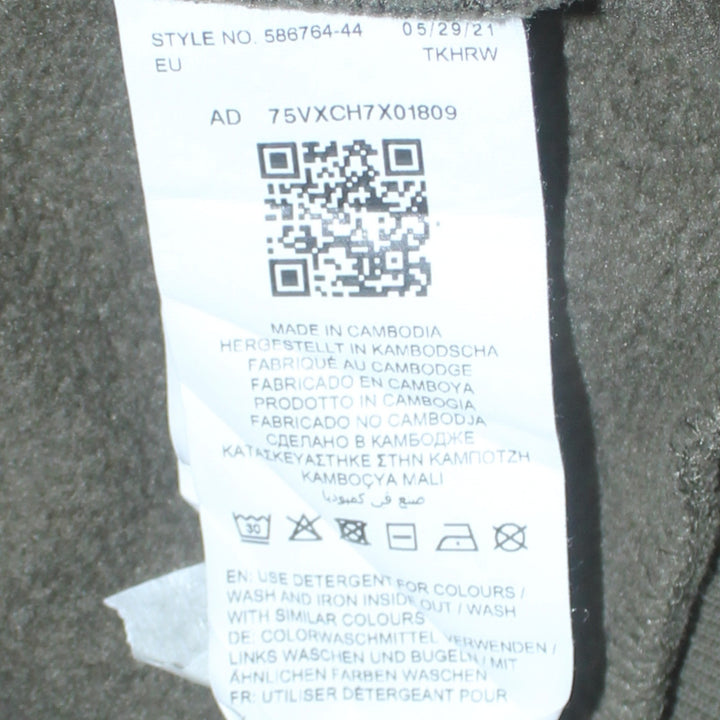 STYLE NO. 586764-44 05/29/21
EU TKHRW
AD 75VXCH7X01809
MADE IN CAMBODIA
HERGESTELLT IN KAMBODSCHA
FABRIQUÉ AU CAMBODGE
FABRICADO EN CAMBOYA
PRODOTTO IN CAMBOGIA
FABRICADO NO CAMBODJA
СДЕЛАНО В КАМБОДЖЕ
ΚΑΤΑΣΚΕΥΑΣΤΗΚΕ ΣΤΗΝ ΚΑΜΠΟΤΖΗ
KAMBOÇYA MALI
صنع في كمبوديا
30
EN: USE DETERGENT FOR COLOURS /
WASH AND IRON INSIDE OUT / WASH
WITH SIMILAR COLOURS
DE: COLORWASCHMITTEL VERWENDEN /
LINKS WASCHEN UND BÜGELN / MIT
ÄHNLICHEN FARBEN WASCHEN
FR: UTILISER DÉTERGEANT POUR